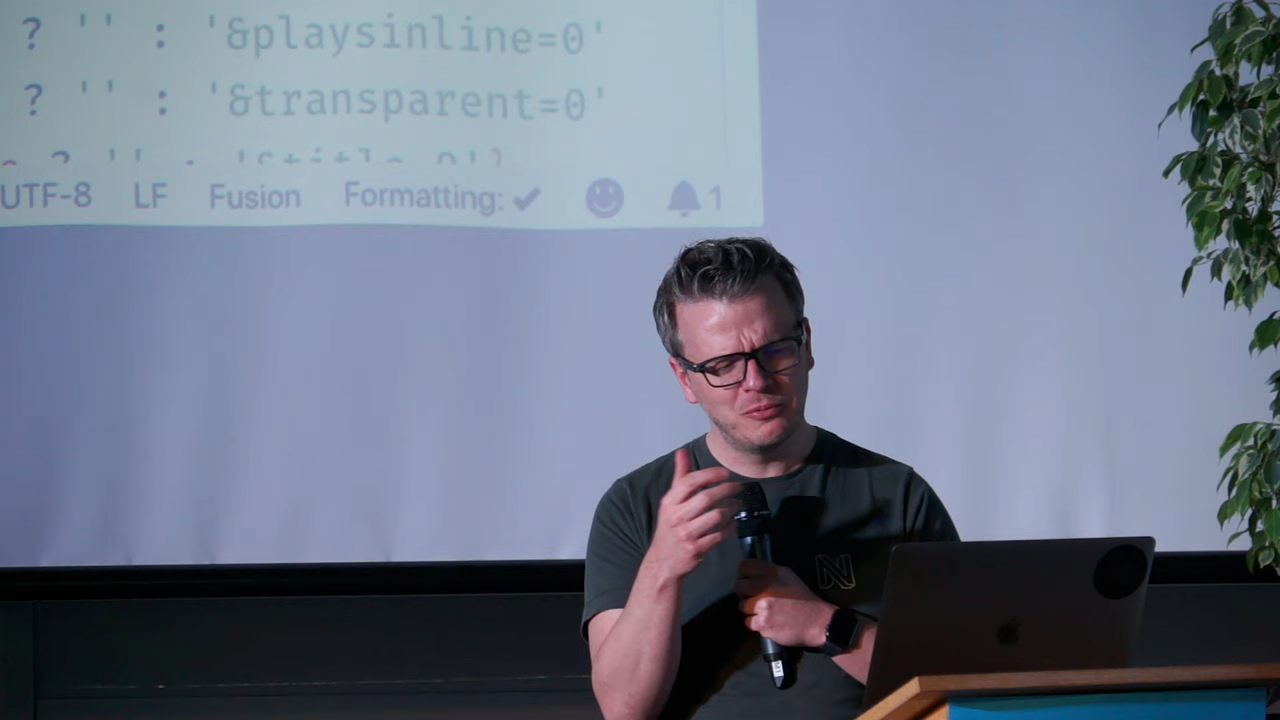 ? '' : '&playsinline=0'
? '' : '&transparent=0'
UTF-8 LF Fusion Formatting: ✓ 1
N